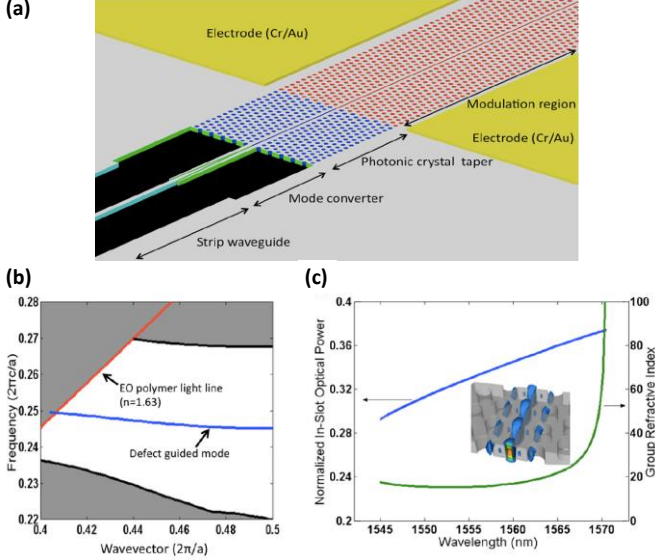 (a)
Electrode (Cr/Au)
Modulation region
Electrode (Cr/Au)
Photonic crystal taper
Mode converter
Strip waveguide
(b)
0.28
0.27
0.26
0.25
0.24
0.23
0.22
Frequency (2πc/a)
EO polymer light line
(n=1.63)
Defect guided mode
0.4
0.42
0.44
0.46
0.48
0.5
Wavevector (2π/a)
(c)
0.4
0.36
0.32
0.28
0.24
0.2
Normalized In-Slot Optical Power
100
80
60
40
20
0
Group Refractive Index
1545
1550
1555
1560
1565
1570
Wavelength (nm)